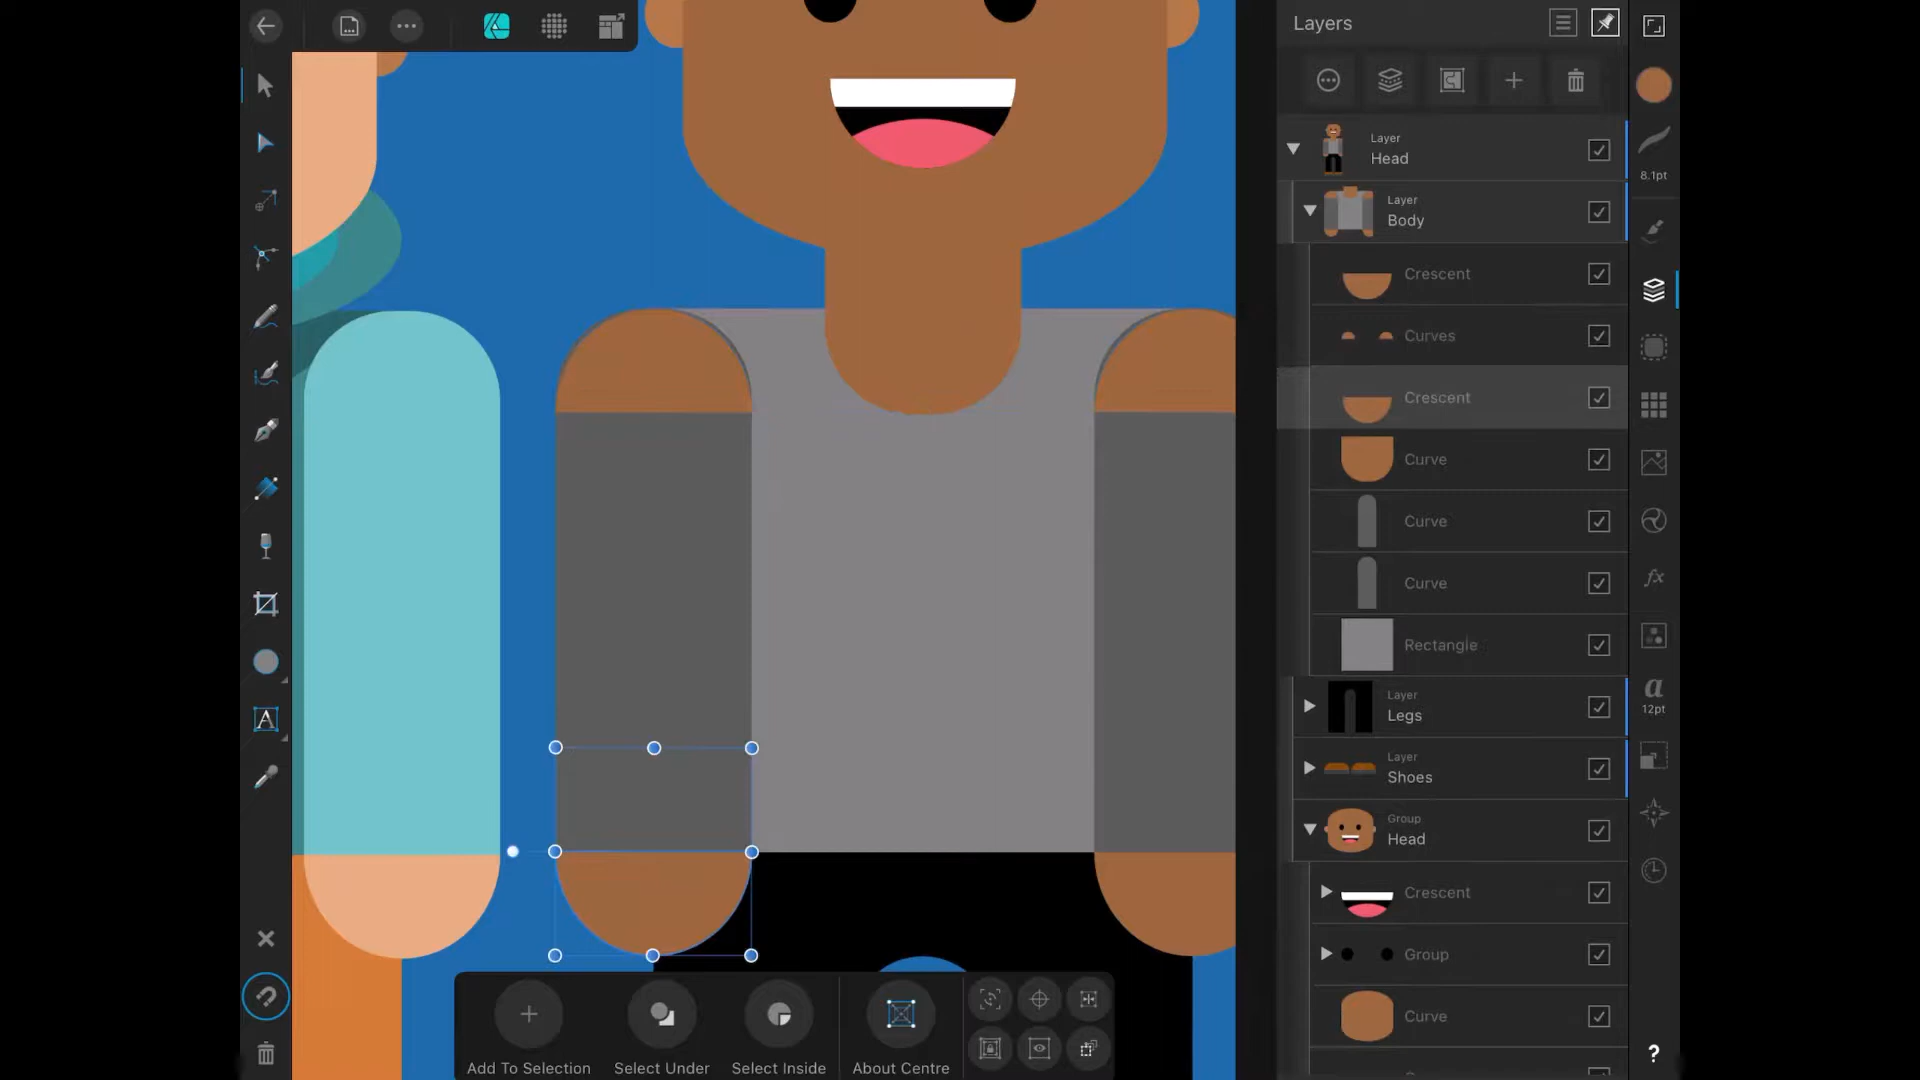 Layers
8.1pt
Layer
Head
Layer
Body
Crescent
Curves
Crescent
Curve
Curve
Curve
Rectangle
Layer
Legs
Layer
Shoes
Group
Head
Crescent
Group
Curve
A
fx
a
12pt
?
Add To Selection
Select Under
Select Inside
About Centre